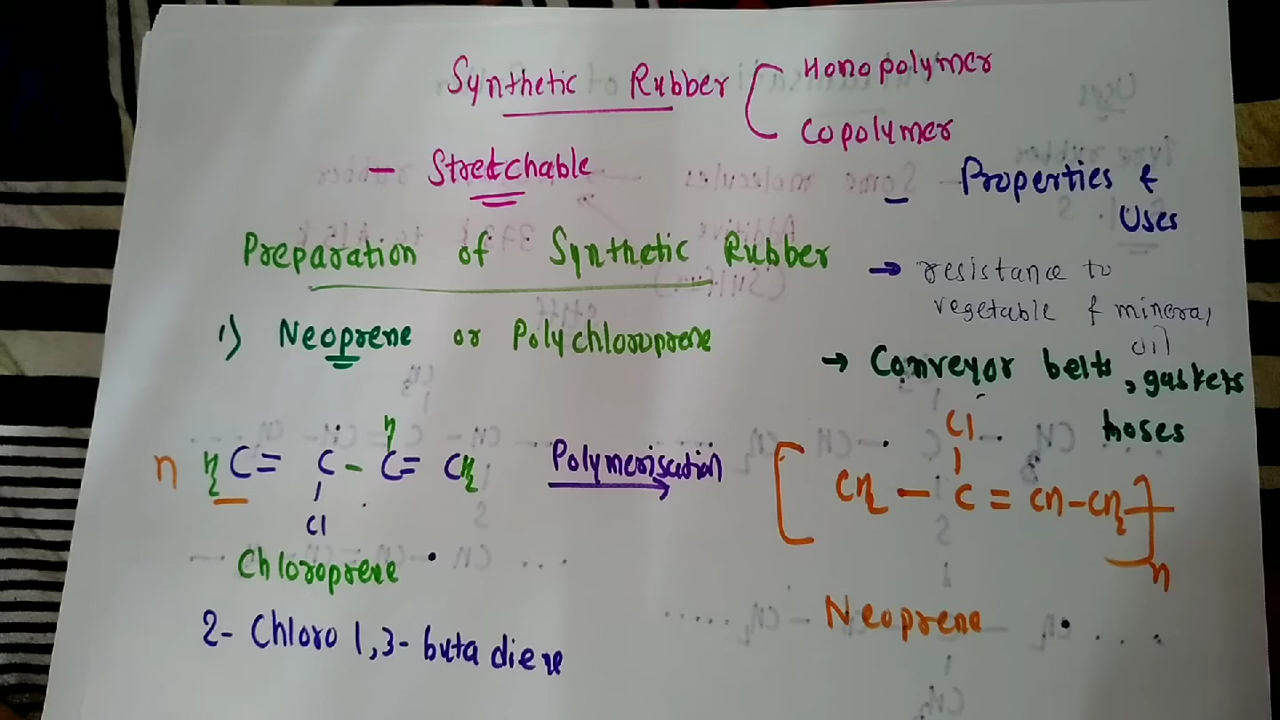 Synthetic Rubber
Homopolymer
Copolymer
— Stretchable
Properties &
Uses
Preparation of Synthetic Rubber
→ resistance to
vegetable & mineral
oil
1) Neoprene or Polychloroprene
→ Conveyor belts, gaskets
hoses
n H2C = C - CH = CH2
Cl
Polymerisation
Cl
[ CH2 - C = CH - CH2 ]n
Chloroprene
Neoprene
2- Chloro 1,3- butadiene